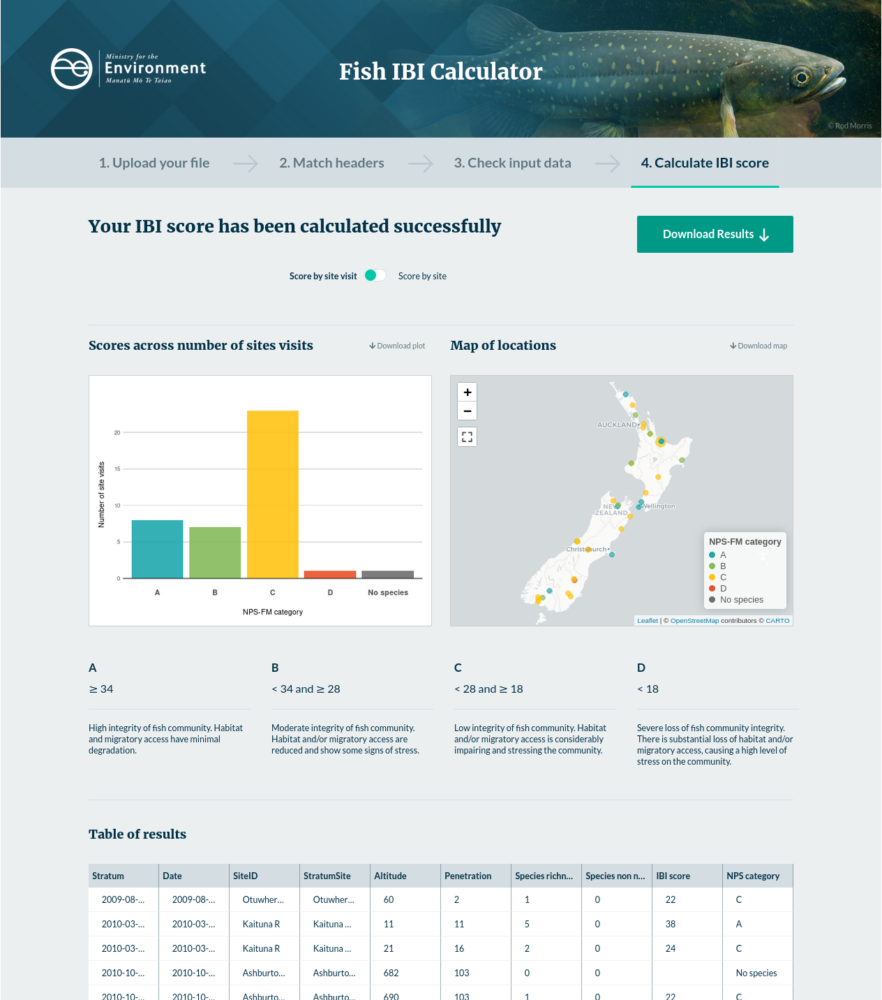 Ministry for the
Environment
Manatū Mō Te Taiao
Fish IBI Calculator
© Rod Morris
1. Upload your file
2. Match headers
3. Check input data
4. Calculate IBI score
Your IBI score has been calculated successfully
Download Results
Score by site visit
Score by site
Scores across number of sites visits
Download plot
Number of site visits
20
15
10
5
0
A
B
C
D
No species
NPS-FM category
Map of locations
Download map
+
−
AUCKLAND
Wellington
ZEALAND
NPS-FM category
A
B
C
D
No species
Leaflet | © OpenStreetMap contributors © CARTO
A
≥ 34
High integrity of fish community. Habitat
and migratory access have minimal
degradation.
B
< 34 and ≥ 28
Moderate integrity of fish community.
Habitat and/or migratory access are
reduced and show some signs of stress.
C
< 28 and ≥ 18
Low integrity of fish community. Habitat
and/or migratory access is considerably
impairing and stressing the community.
D
< 18
Severe loss of fish community integrity.
There is substantial loss of habitat and/or
migratory access, causing a high level of
stress on the community.
Table of results
Stratum Date SiteID StratumSite Altitude Penetration Species richn... Species non n... IBI score NPS category
2009-08-... 2009-08-... Otuwher... Otuwher... 60 2 1 0 22 C
2010-03-... 2010-03-... Kaituna R Kaituna ... 11 11 5 0 38 A
2010-03-... 2010-03-... Kaituna R Kaituna ... 21 16 2 0 24 C
2010-10-... 2010-10-... Ashburto... Ashburto... 682 103 0 0 No species
2010-10-... 2010-10-... Ashburto... Ashburto... 690 103 1 0 22 C